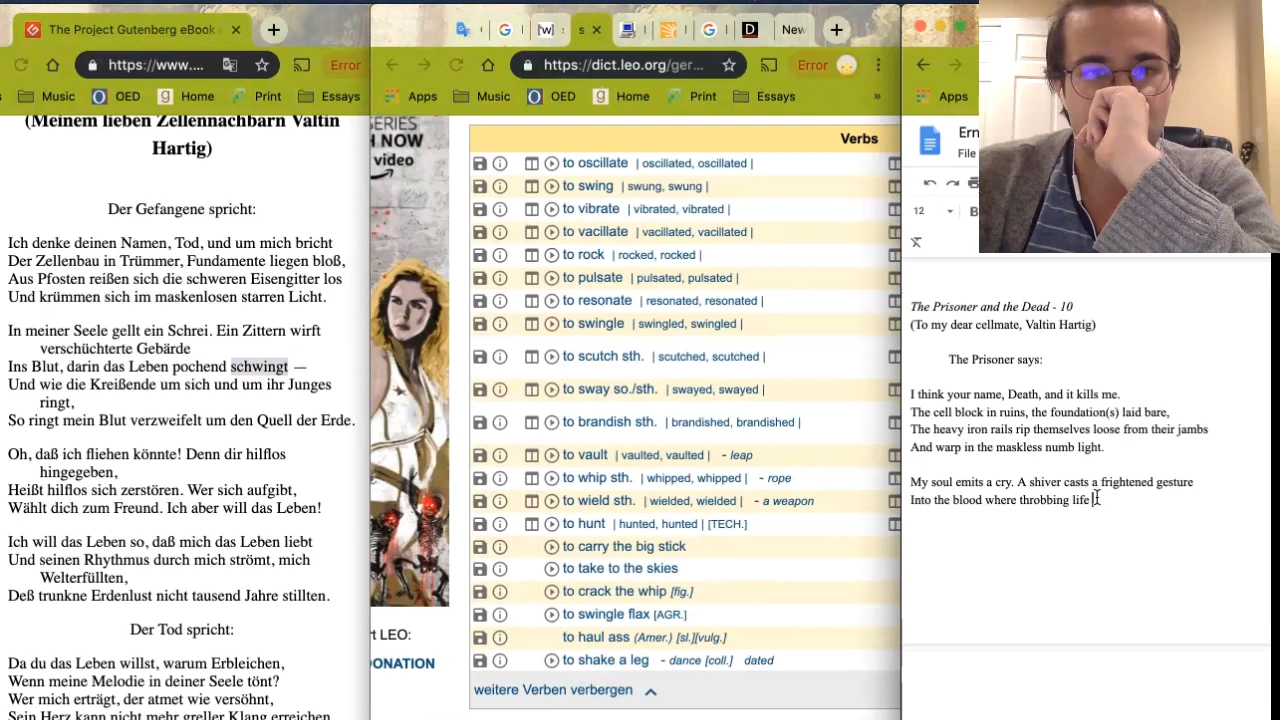 The Project Gutenberg eBook
New
https://www....
Error
https://dict.leo.org/ger...
Error
Music
OED
Home
Print
Essays
Apps
Music
OED
Home
Print
Essays
»
Apps
(Meinem lieben Zellennachbarn Valtin
Hartig)
Der Gefangene spricht:
Ich denke deinen Namen, Tod, und um mich bricht
Der Zellenbau in Trümmer, Fundamente liegen bloß,
Aus Pfosten reißen sich die schweren Eisengitter los
Und krümmen sich im maskenlosen starren Licht.
In meiner Seele gellt ein Schrei. Ein Zittern wirft
verschüchterte Gebärde
Ins Blut, darin das Leben pochend schwingt —
Und wie die Kreißende um sich und um ihr Junges
ringt,
So ringt mein Blut verzweifelt um den Quell der Erde.
Oh, daß ich fliehen könnte! Denn dir hilflos
hingegeben,
Heißt hilflos sich zerstören. Wer sich aufgibt,
Wählt dich zum Freund. Ich aber will das Leben!
Ich will das Leben so, daß mich das Leben liebt
Und seinen Rhythmus durch mich strömt, mich
Welterfüllten,
Deß trunkne Erdenlust nicht tausend Jahre stillten.
Der Tod spricht:
Da du das Leben willst, warum Erbleichen,
Wenn meine Melodie in deiner Seele tönt?
Wer mich erträgt, der atmet wie versöhnt,
Sein Herz kann nicht mehr greller Klang erreichen
SERIES
H NOW
video
rt LEO:
DONATION
Verbs
to oscillate | oscillated, oscillated |
to swing | swung, swung |
to vibrate | vibrated, vibrated |
to vacillate | vacillated, vacillated |
to rock | rocked, rocked |
to pulsate | pulsated, pulsated |
to resonate | resonated, resonated |
to swingle | swingled, swingled |
to scutch sth. | scutched, scutched |
to sway so./sth. | swayed, swayed |
to brandish sth. | brandished, brandished |
to vault | vaulted, vaulted | - leap
to whip sth. | whipped, whipped | - rope
to wield sth. | wielded, wielded | - a weapon
to hunt | hunted, hunted | [TECH.]
to carry the big stick
to take to the skies
to crack the whip [fig.]
to swingle flax [AGR.]
to haul ass (Amer.) [sl.][vulg.]
to shake a leg - dance [coll.] dated
weitere Verben verbergen
Ern
File
12
B
The Prisoner and the Dead - 10
(To my dear cellmate, Valtin Hartig)
The Prisoner says:
I think your name, Death, and it kills me.
The cell block in ruins, the foundation(s) laid bare,
The heavy iron rails rip themselves loose from their jambs
And warp in the maskless numb light.
My soul emits a cry. A shiver casts a frightened gesture
Into the blood where throbbing life